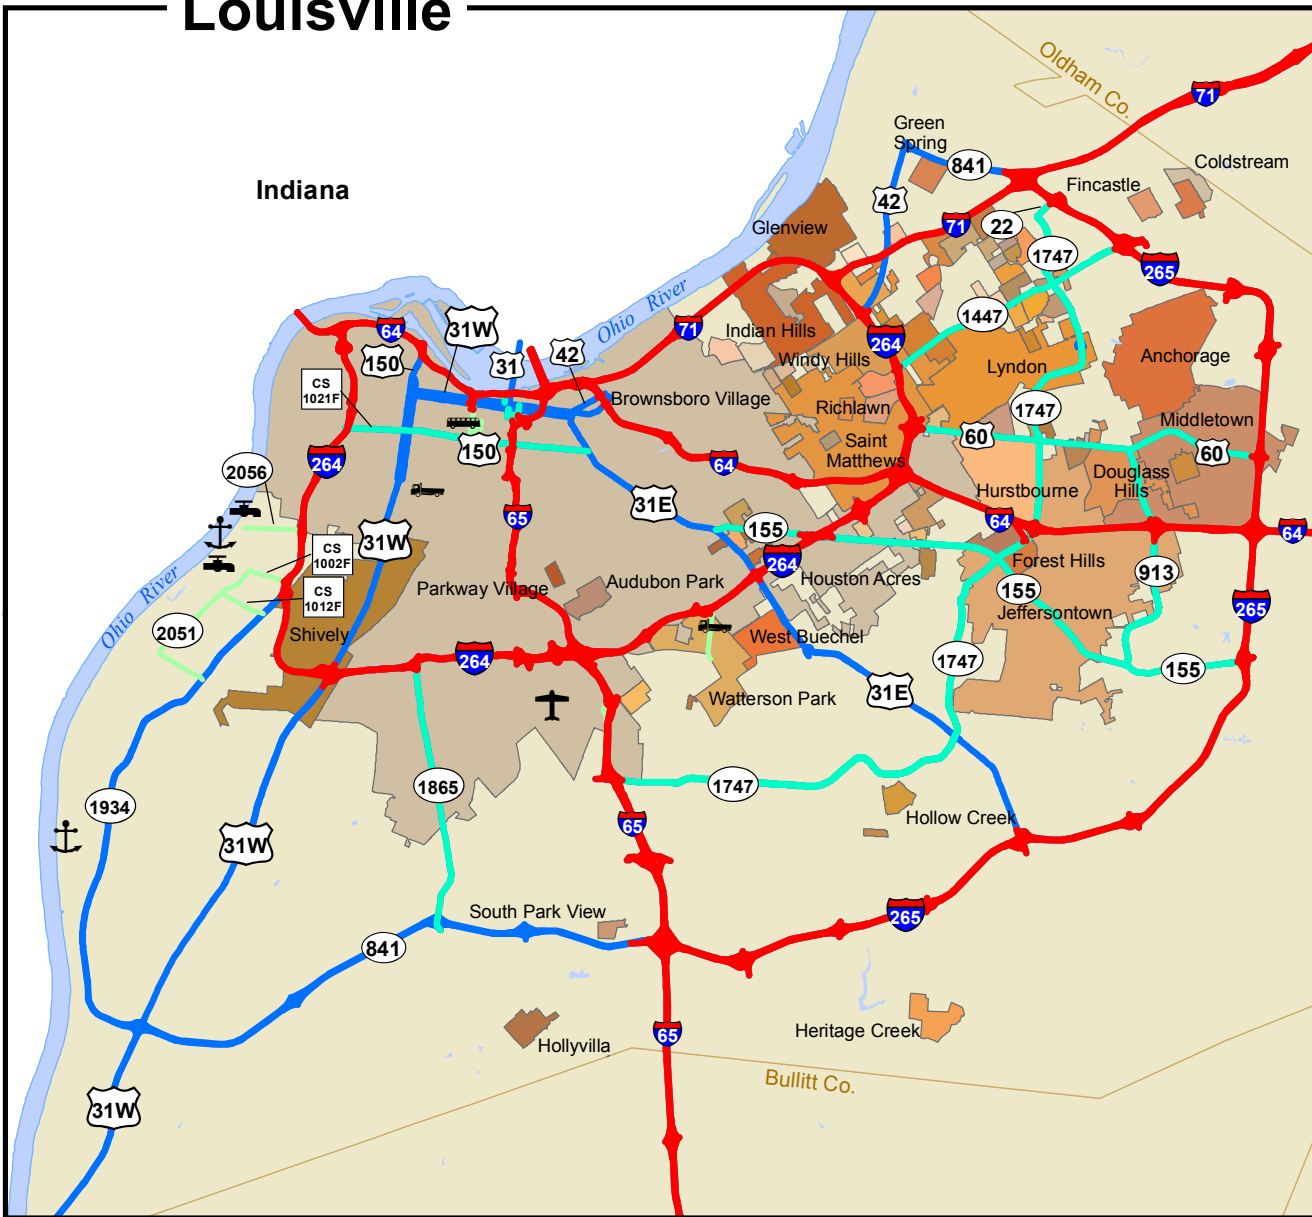 Louisville
Oldham Co.
71
Green
Spring
841
Coldstream
Fincastle
Indiana
42
22
Glenview
71
1747
265
Ohio River
31W
64
71
Indian Hills
1447
150
31
42
264
Windy Hills
Lyndon
Anchorage
CS
1021F
Brownsboro Village
Richlawn
1747
Middletown
60
150
Saint
Matthews
60
264
64
2056
Douglass
Hills
Hurstbourne
31E
65
64
155
64
31W
CS
1002F
264
Forest Hills
913
Audubon Park
Houston Acres
Parkway Village
155
CS
1012F
Ohio River
265
Jeffersontown
2051
Shively
West Buechel
264
1747
155
31E
Watterson Park
1865
1747
1934
Hollow Creek
65
31W
South Park View
265
841
65
Heritage Creek
Hollyvilla
Bullitt Co.
31W